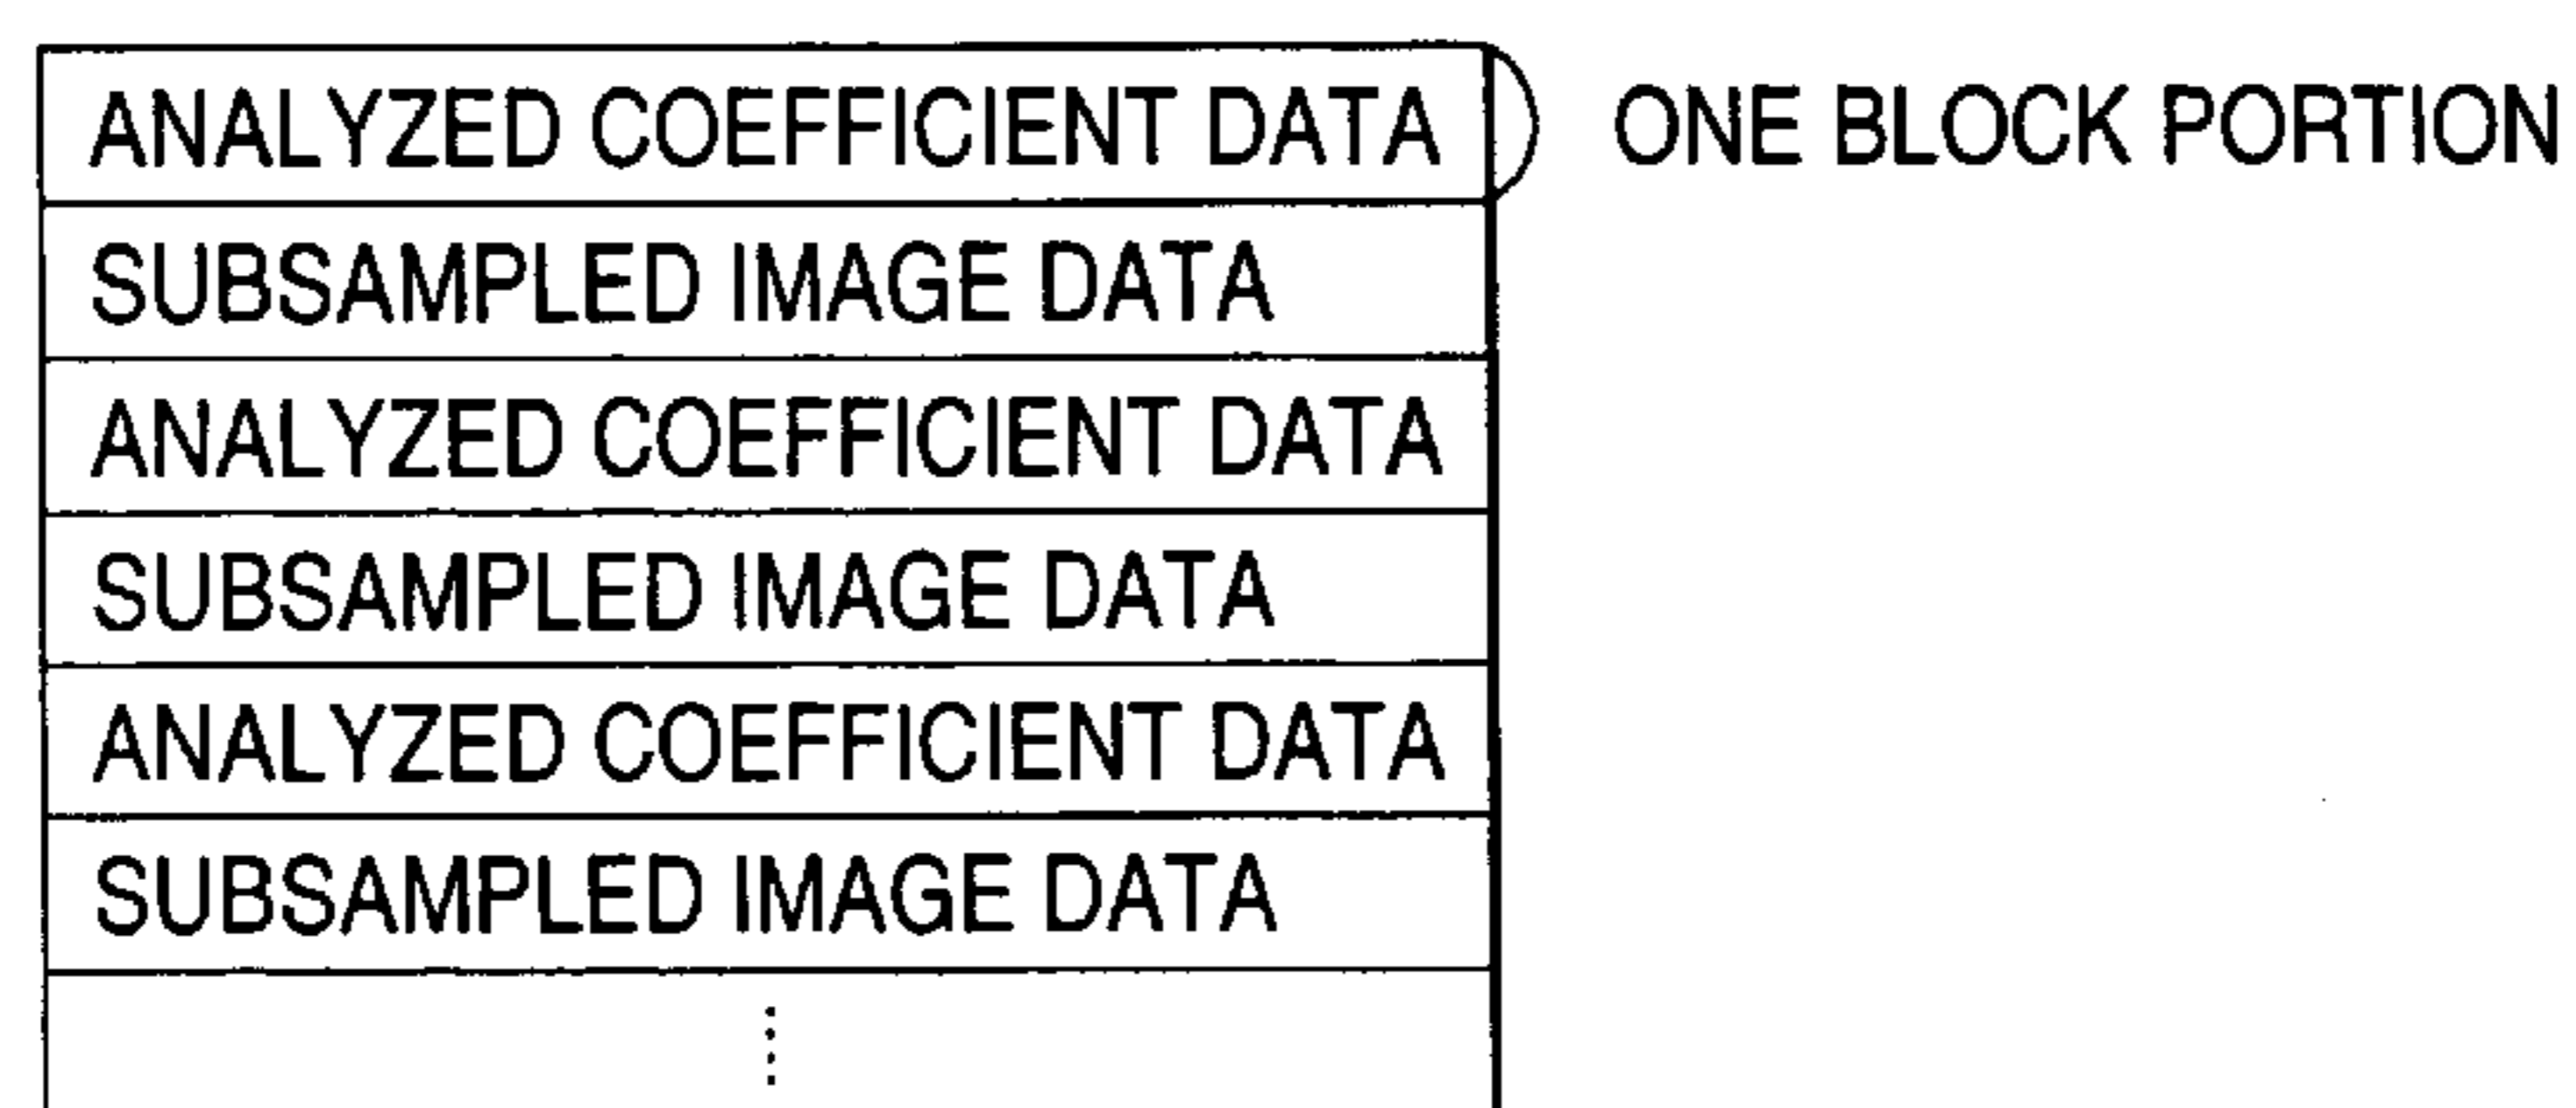 ANALYZED COEFFICIENT DATA ONE BLOCK PORTION
SUBSAMPLED IMAGE DATA
ANALYZED COEFFICIENT DATA
SUBSAMPLED IMAGE DATA
ANALYZED COEFFICIENT DATA
SUBSAMPLED IMAGE DATA